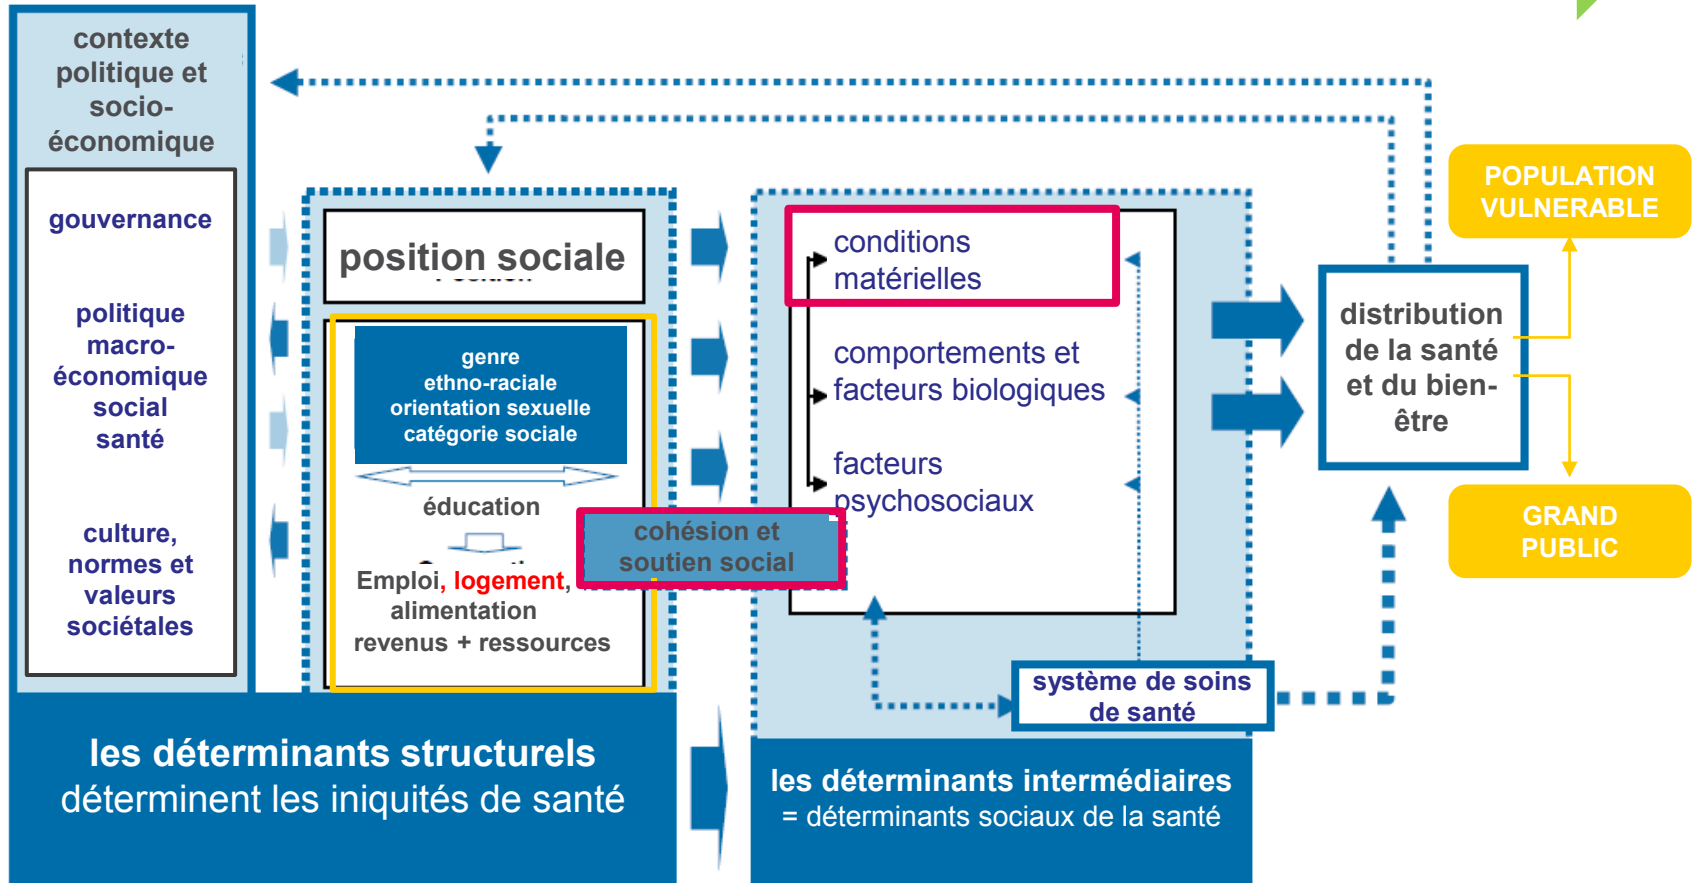 contexte
politique et
socio-
économique
gouvernance
politique
macro-
économique
social
santé
culture,
normes et
valeurs
sociétales
position sociale
genre
ethno-raciale
orientation sexuelle
catégorie sociale
éducation
Emploi, logement,
alimentation
revenus + ressources
cohésion et
soutien social
conditions
matérielles
comportements et
facteurs biologiques
facteurs
psychosociaux
système de soins
de santé
distribution
de la santé
et du bien-
être
POPULATION
VULNERABLE
GRAND
PUBLIC
les déterminants structurels
déterminent les iniquités de santé
les déterminants intermédiaires
= déterminants sociaux de la santé